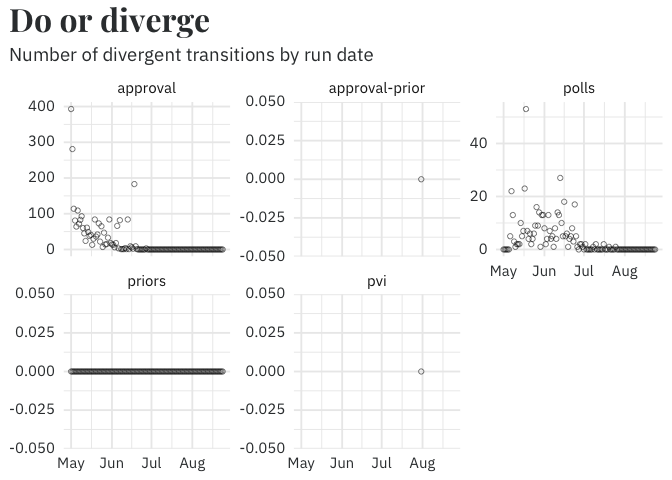 Do or diverge
Number of divergent transitions by run date
approval
approval-prior
polls
400
300
200
100
0
0.050
0.025
0.000
-0.025
-0.050
40
20
0
May Jun Jul Aug
priors
pvi
0.050
0.025
0.000
-0.025
-0.050
0.050
0.025
0.000
-0.025
-0.050
May Jun Jul Aug
May Jun Jul Aug